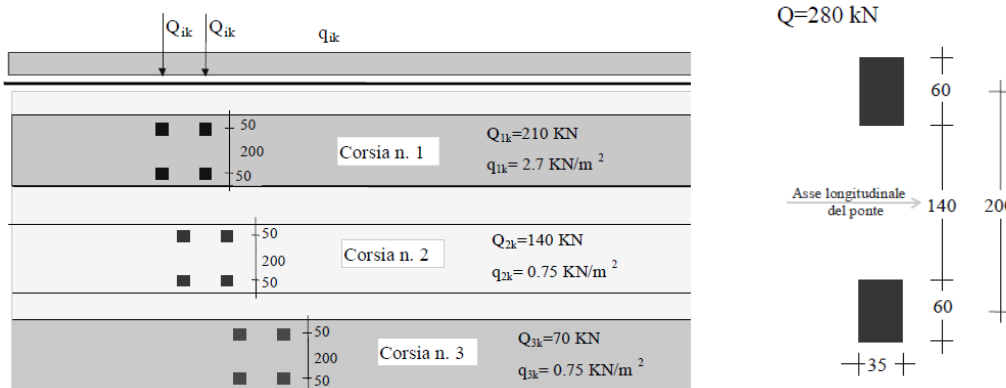 Qik Qik qik
50
Q1k=210 KN
200
Corsia n. 1
q1k= 2.7 KN/m 2
50
50
Q2k=140 KN
200
Corsia n. 2
q2k= 0.75 KN/m 2
50
50
Q3k=70 KN
200
Corsia n. 3
q3k= 0.75 KN/m 2
50
Q=280 kN
60
Asse longitudinale
del ponte
140
200
60
35